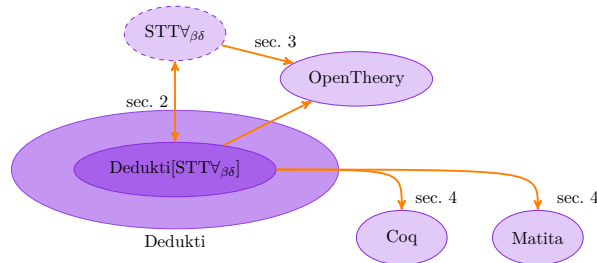 STT∀βδ
sec. 3
OpenTheory
sec. 2
Dedukti[STT∀βδ]
sec. 4
sec. 4
Coq
Matita
Dedukti